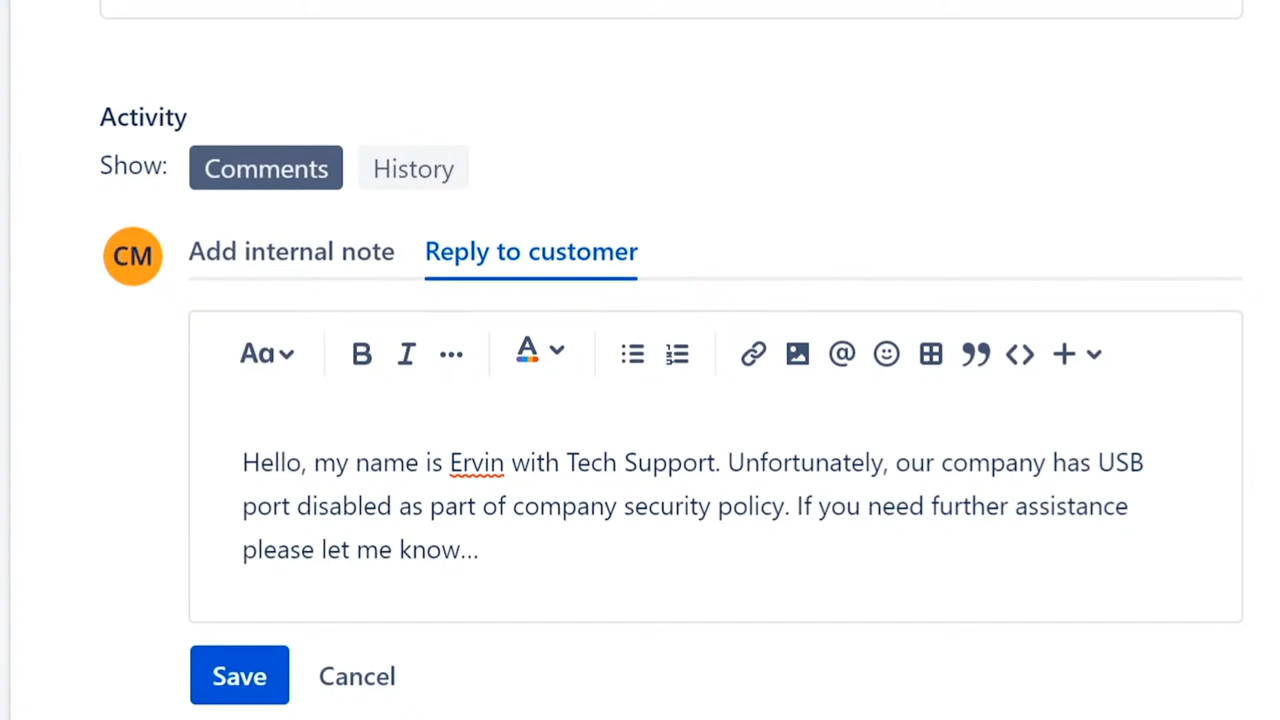 Activity
Show: Comments History
CM Add internal note Reply to customer
Aa B I ... A @
Hello, my name is Ervin with Tech Support. Unfortunately, our company has USB
port disabled as part of company security policy. If you need further assistance
please let me know...
Save Cancel